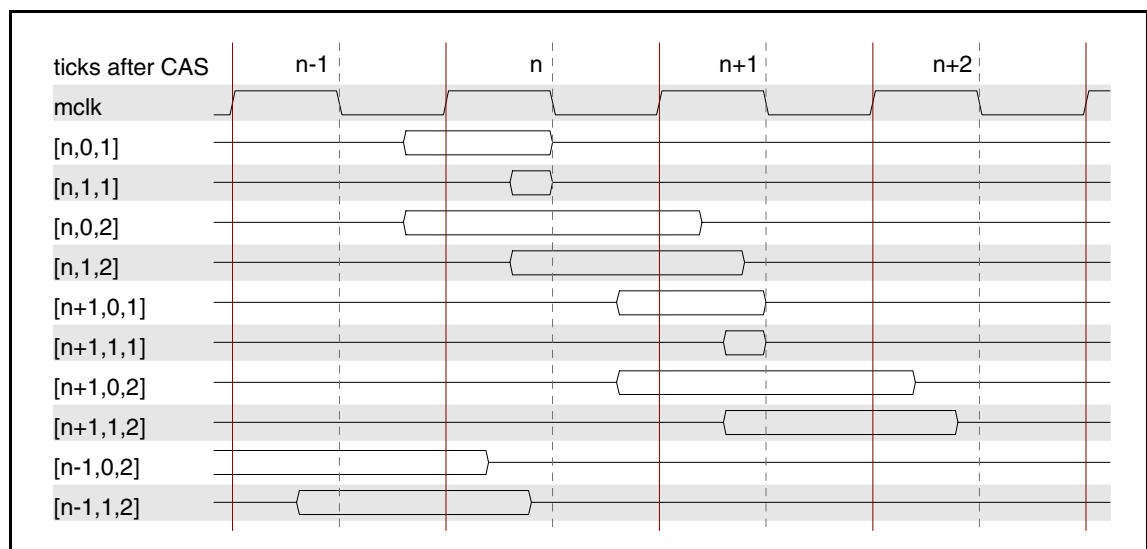 ticks after CAS n-1 n n+1 n+2
mclk
[n,0,1]
[n,1,1]
[n,0,2]
[n,1,2]
[n+1,0,1]
[n+1,1,1]
[n+1,0,2]
[n+1,1,2]
[n-1,0,2]
[n-1,1,2]